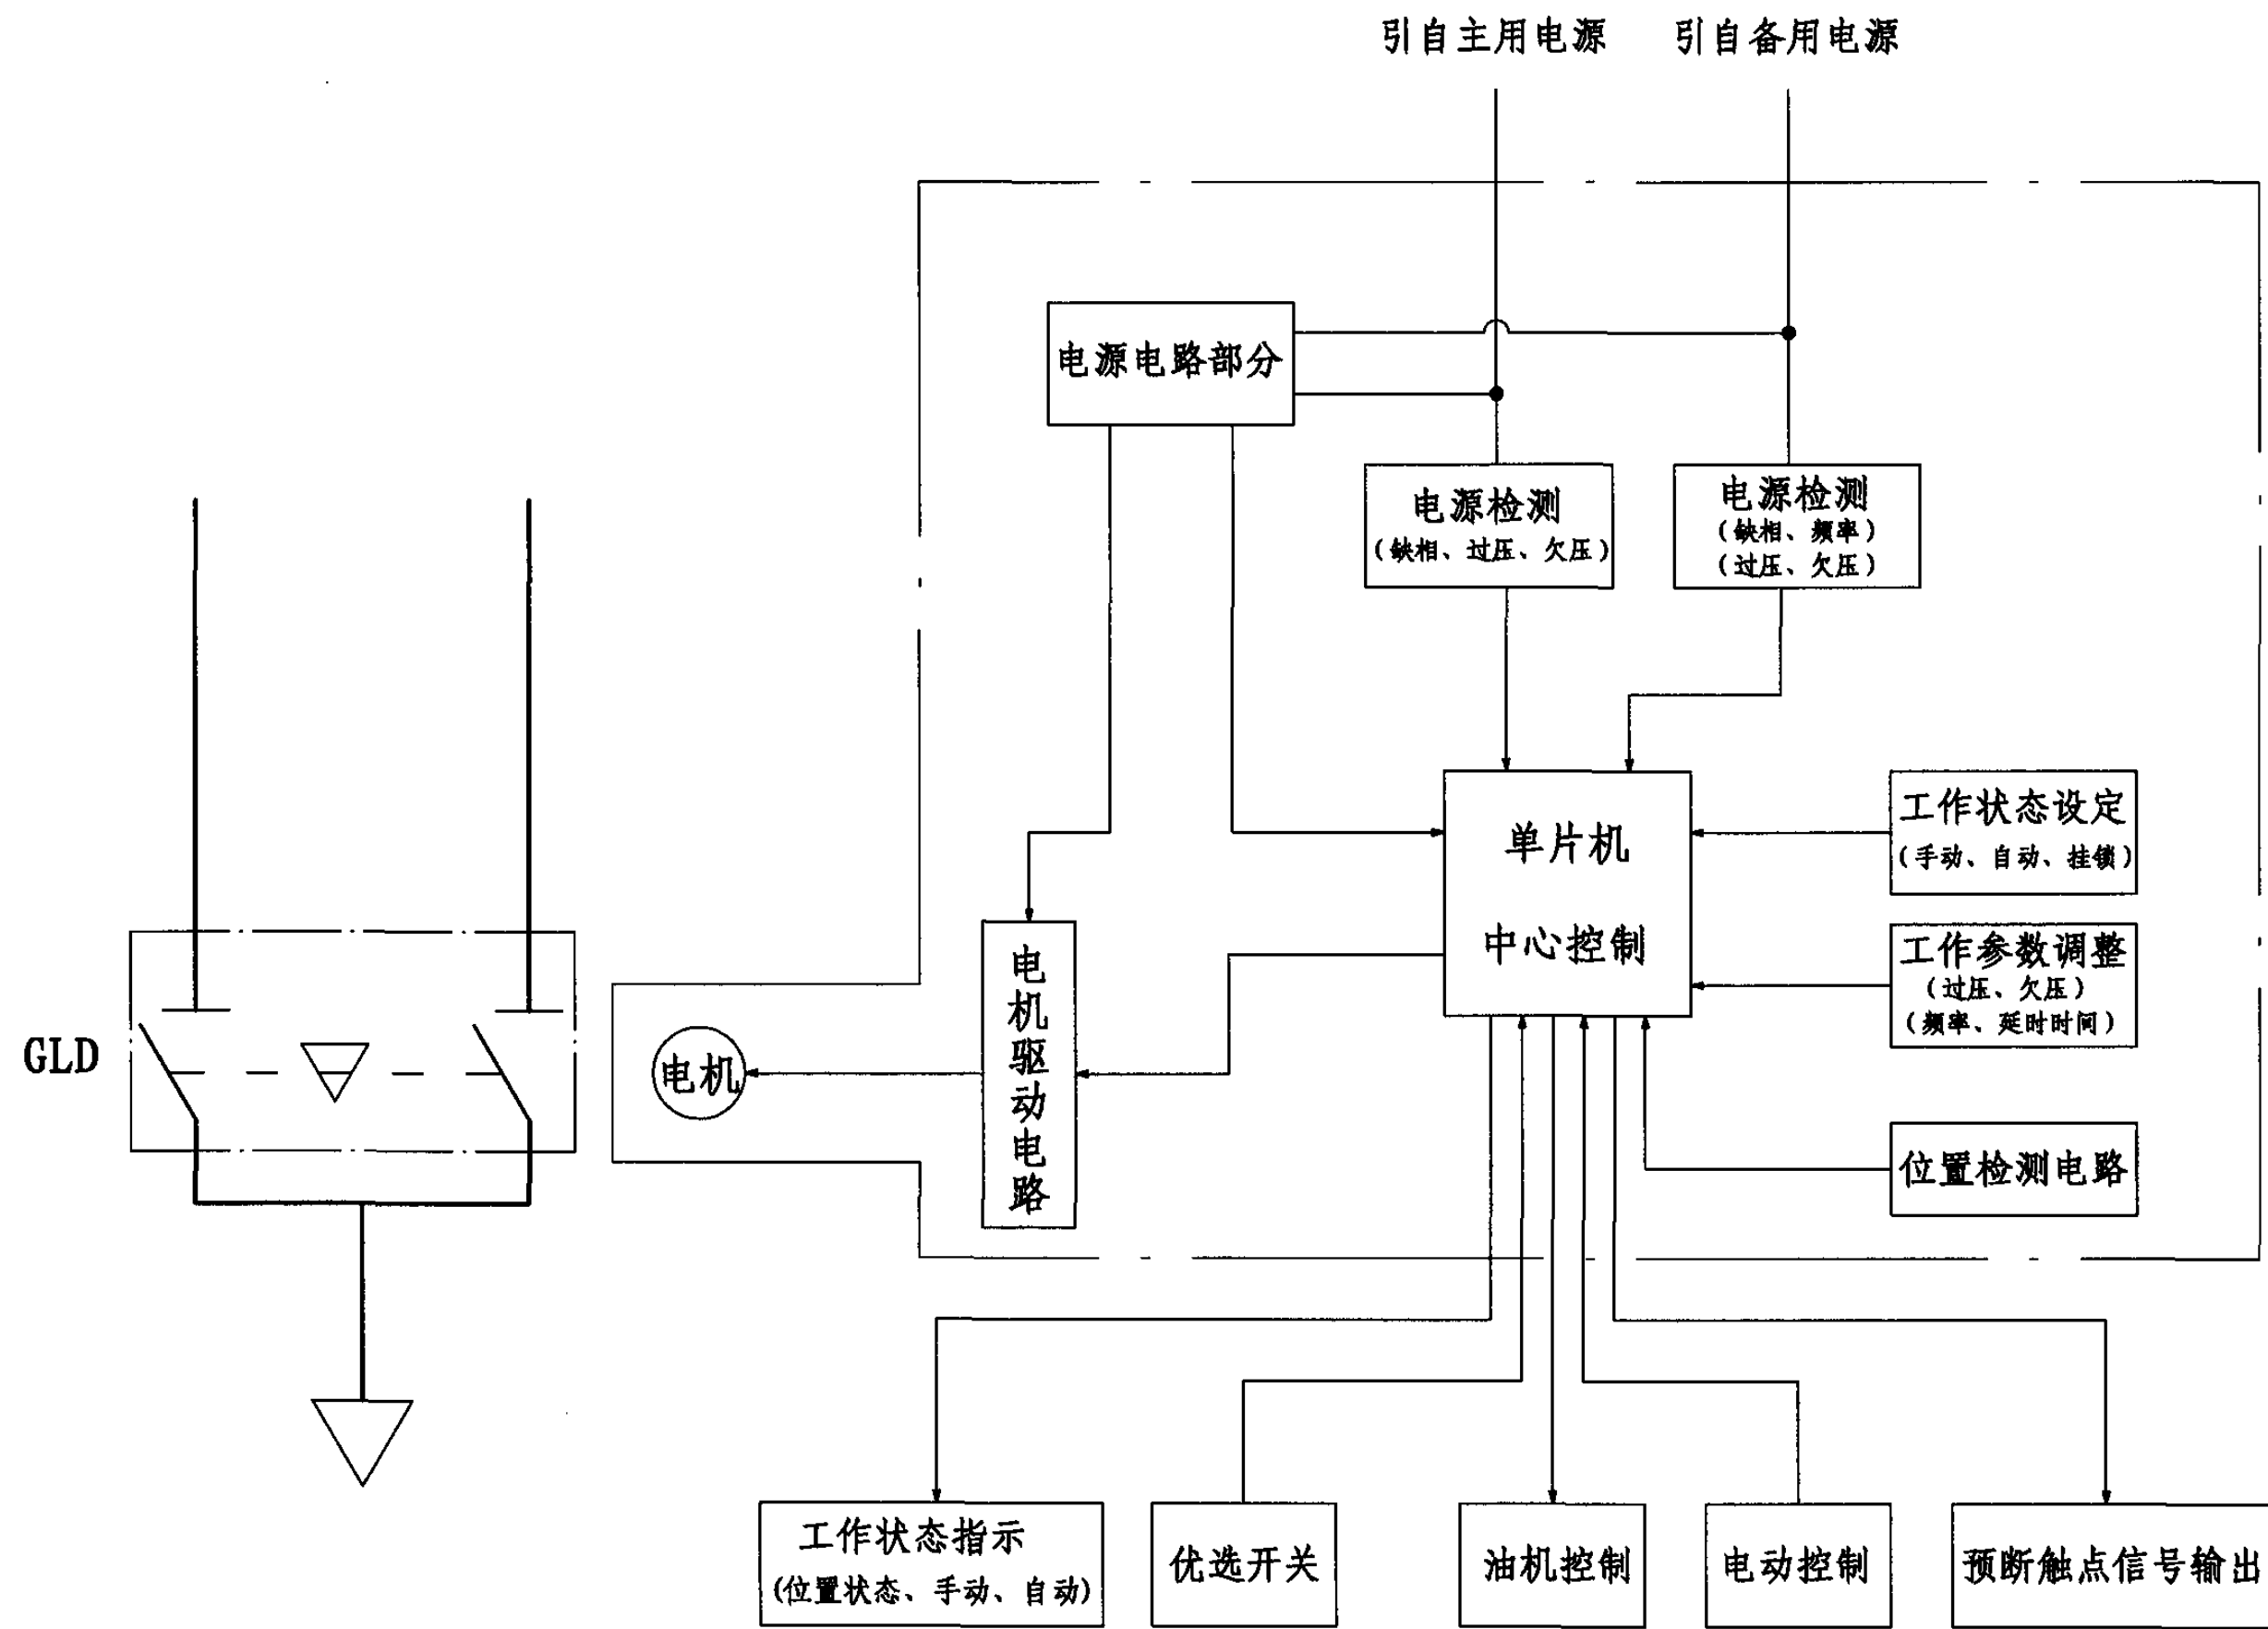 引自主用电源
引自备用电源
电源电路部分
电源检测
(缺相、过压、欠压)
电源检测
(缺相、频率)
(过压、欠压)
单片机
中心控制
工作状态设定
(手动、自动、挂锁)
工作参数调整
(过压、欠压)
(频率、延时时间)
GLD
电机
电机驱动电路
位置检测电路
工作状态指示
(位置状态、手动、自动)
优选开关
油机控制
电动控制
预断触点信号输出